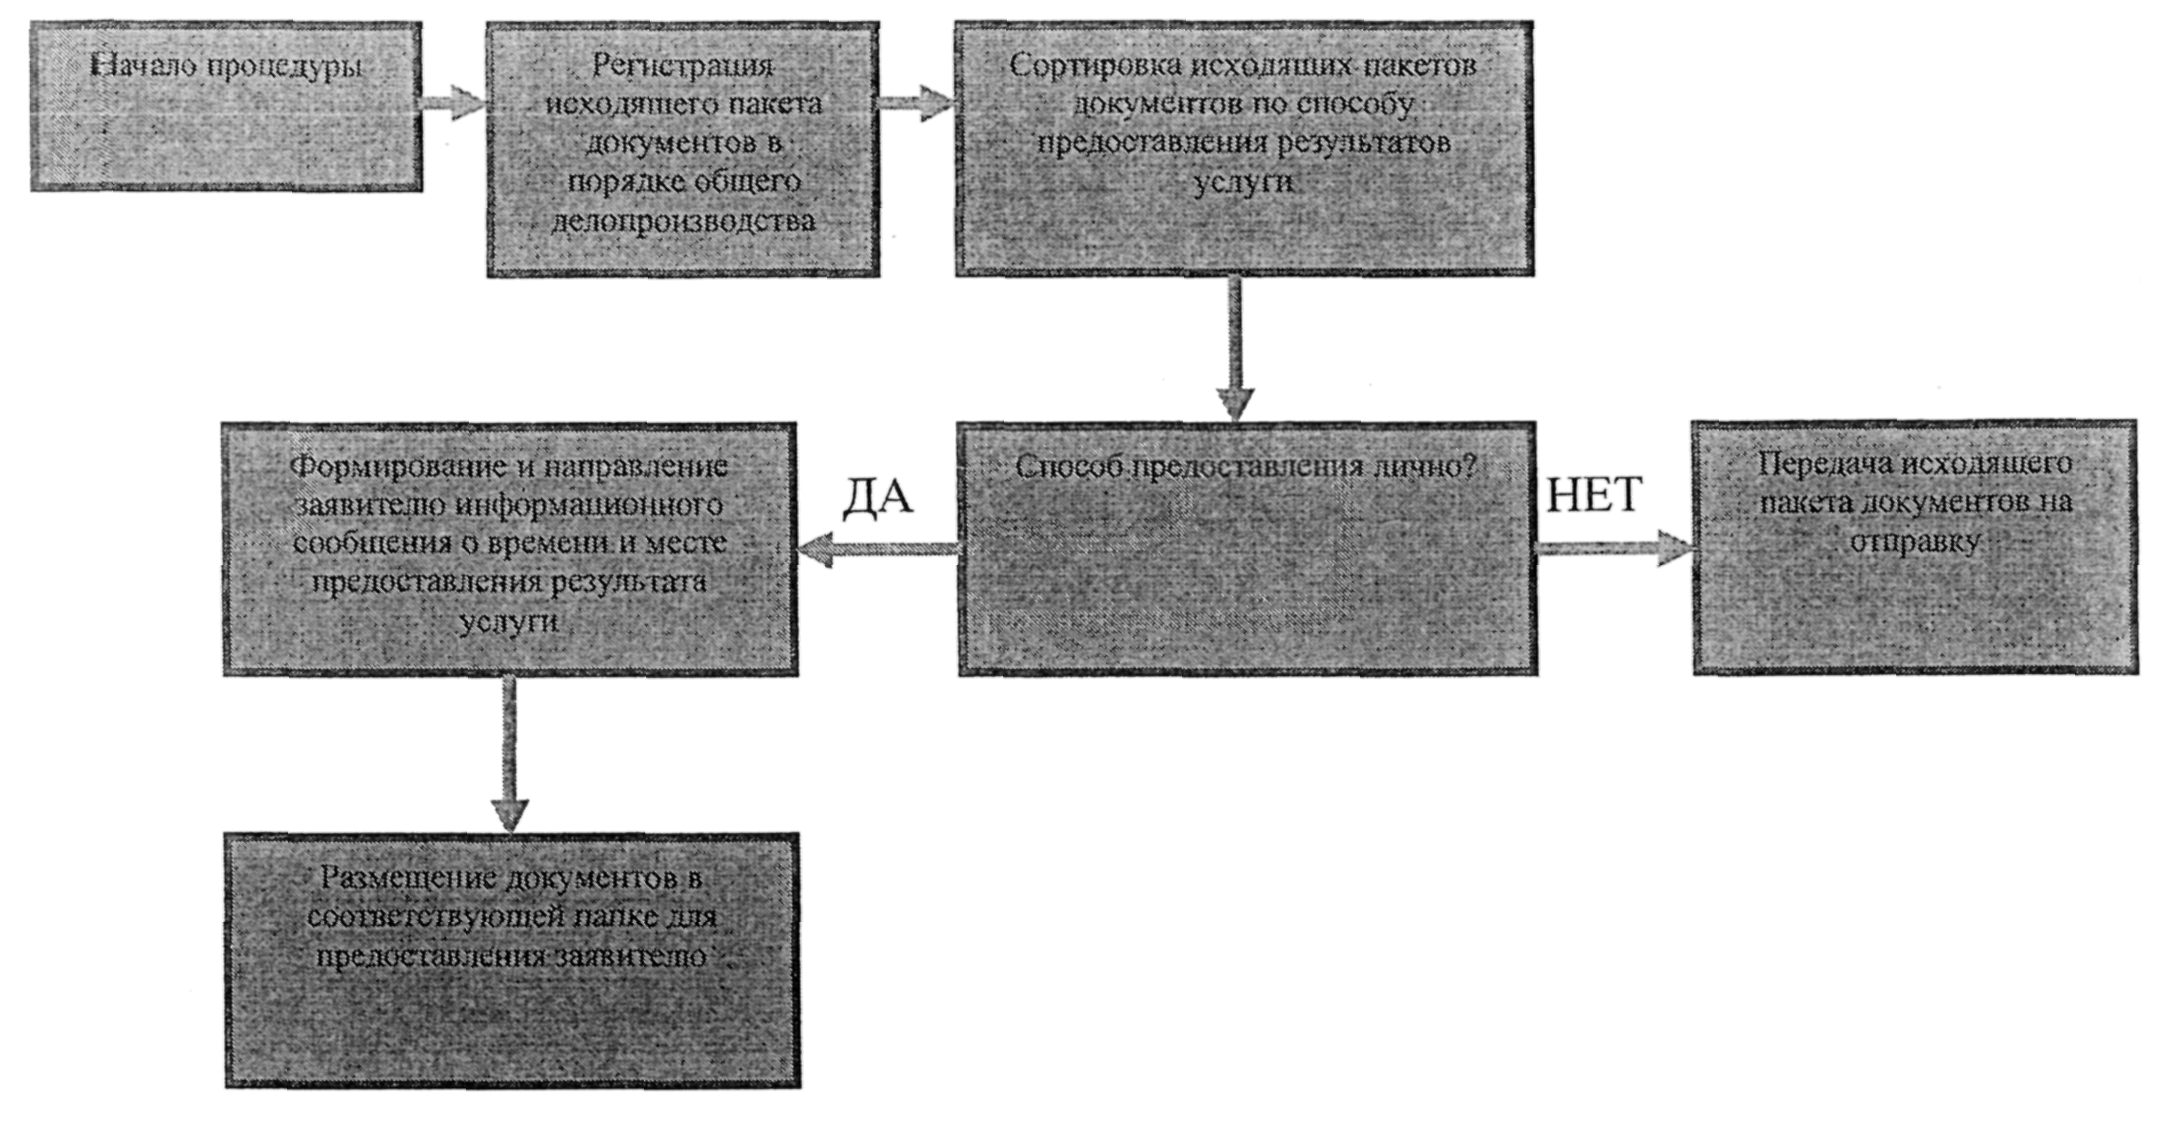 Начало процедуры
Регистрация
исходящего пакета
документов в
порядке общего
делопроизводства
Сортировка исходящих пакетов
документов по способу
предоставления результатов
услуги
Формирование и направление
заявителю информационного
сообщения о времени и месте
предоставления результата
услуги
ДА
Способ предоставления лично?
НЕТ
Передача исходящего
пакета документов на
отправку
Размещение документов в
соответствующей папке для
предоставления заявителю